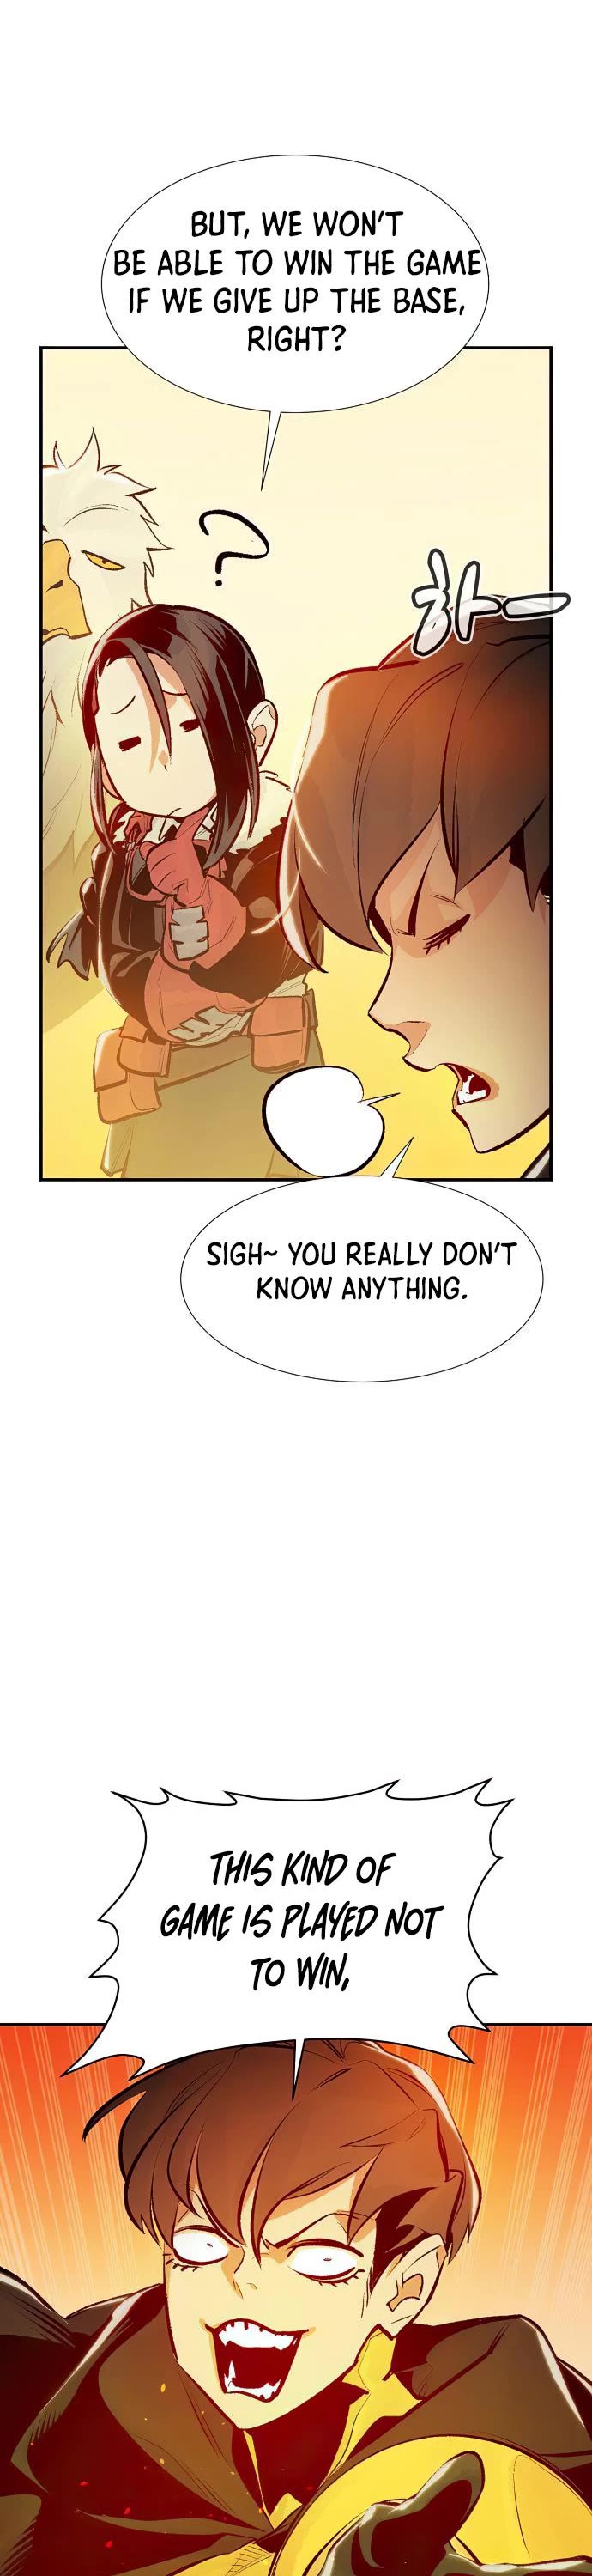 BUT, WE WON'T
BE ABLE TO WIN THE GAME
IF WE GIVE UP THE BASE,
RIGHT?
?
하-
SIGH~ YOU REALLY DON'T
KNOW ANYTHING.
THIS KIND OF
GAME IS PLAYED NOT
TO WIN,